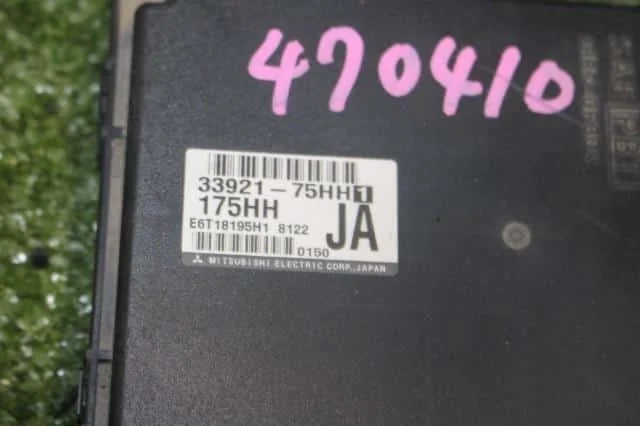 470410
33921-75HH1
175HH
JA
E6T18195H1 8122
0150
MITSUBISHI ELECTRIC CORP., JAPAN